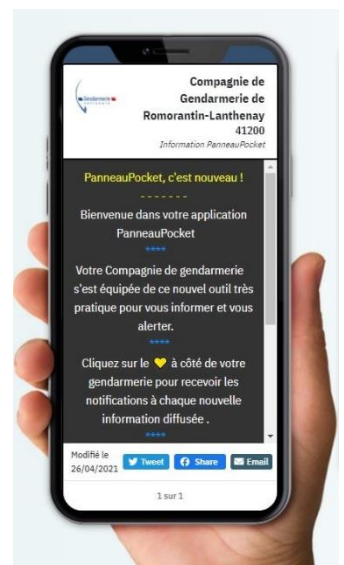 Compagnie de
Gendarmerie de
Romorantin-Lanthenay
41200
Information PanneauPocket
Gendarmerie
PanneauPocket, c'est nouveau !
- - - - - - -
Bienvenue dans votre application
PanneauPocket
****
Votre Compagnie de gendarmerie
s'est équipée de ce nouvel outil très
pratique pour vous informer et vous
alerter.
****
Cliquez sur le 💛 à côté de votre
gendarmerie pour recevoir les
notifications à chaque nouvelle
information diffusée .
****
Modifié le
26/04/2021
Tweet
Share
Email
1 sur 1